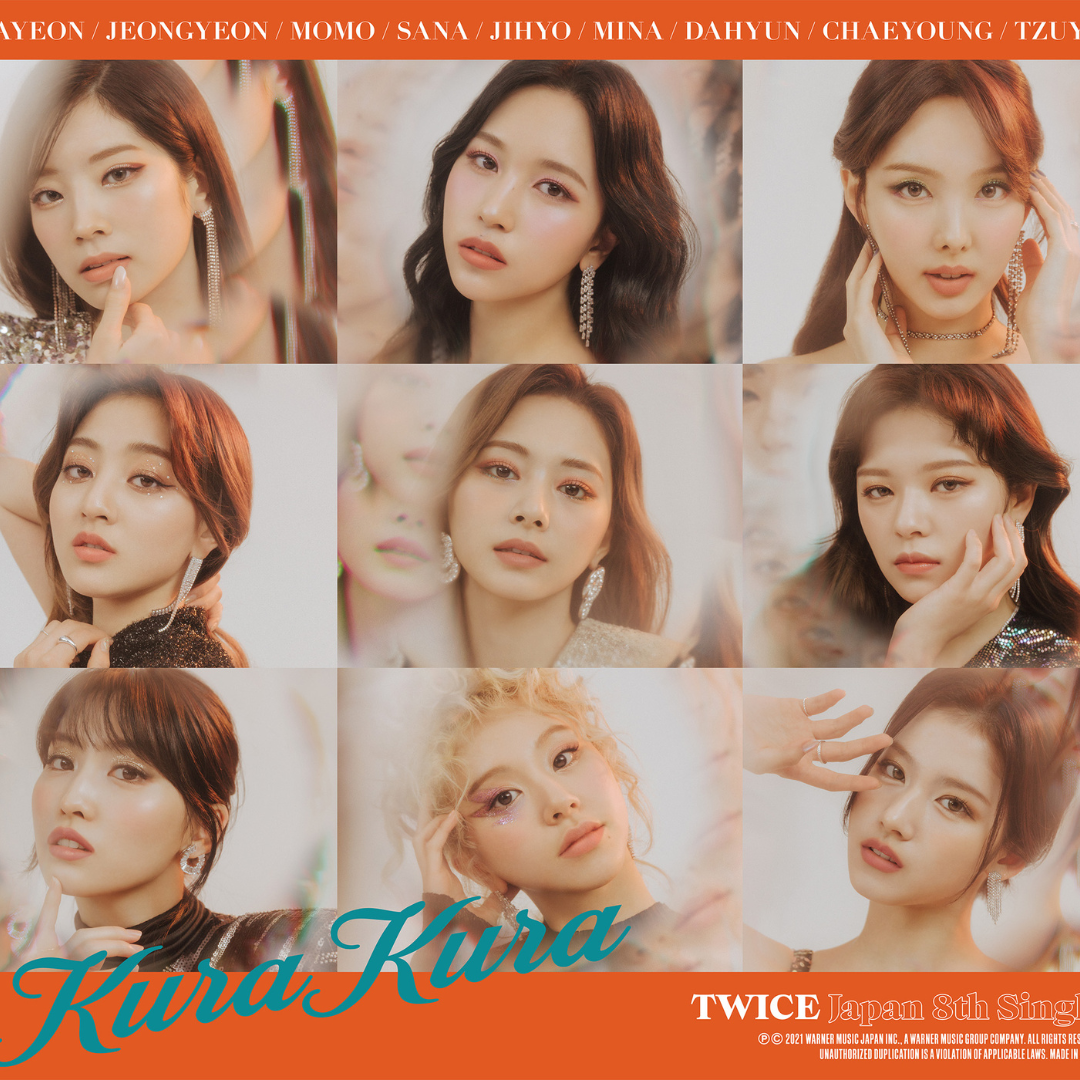 AYEON / JEONGYEON / MOMO / SANA / JIHYO / MINA / DAHYUN / CHAEYOUNG / TZUY
Kura Kura
TWICE Japan 8th Singl
℗ © 2021 WARNER MUSIC JAPAN INC., A WARNER MUSIC GROUP COMPANY. ALL RIGHTS RES
UNAUTHORIZED DUPLICATION IS A VIOLATION OF APPLICABLE LAWS. MADE IN